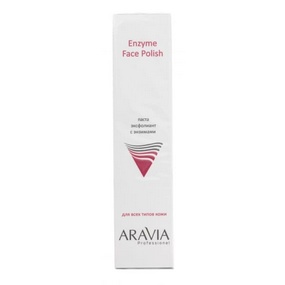 Enzyme
Face Polish
паста
эксфолиант
с энзимами
для всех типов кожи
ARAVIA
Professional